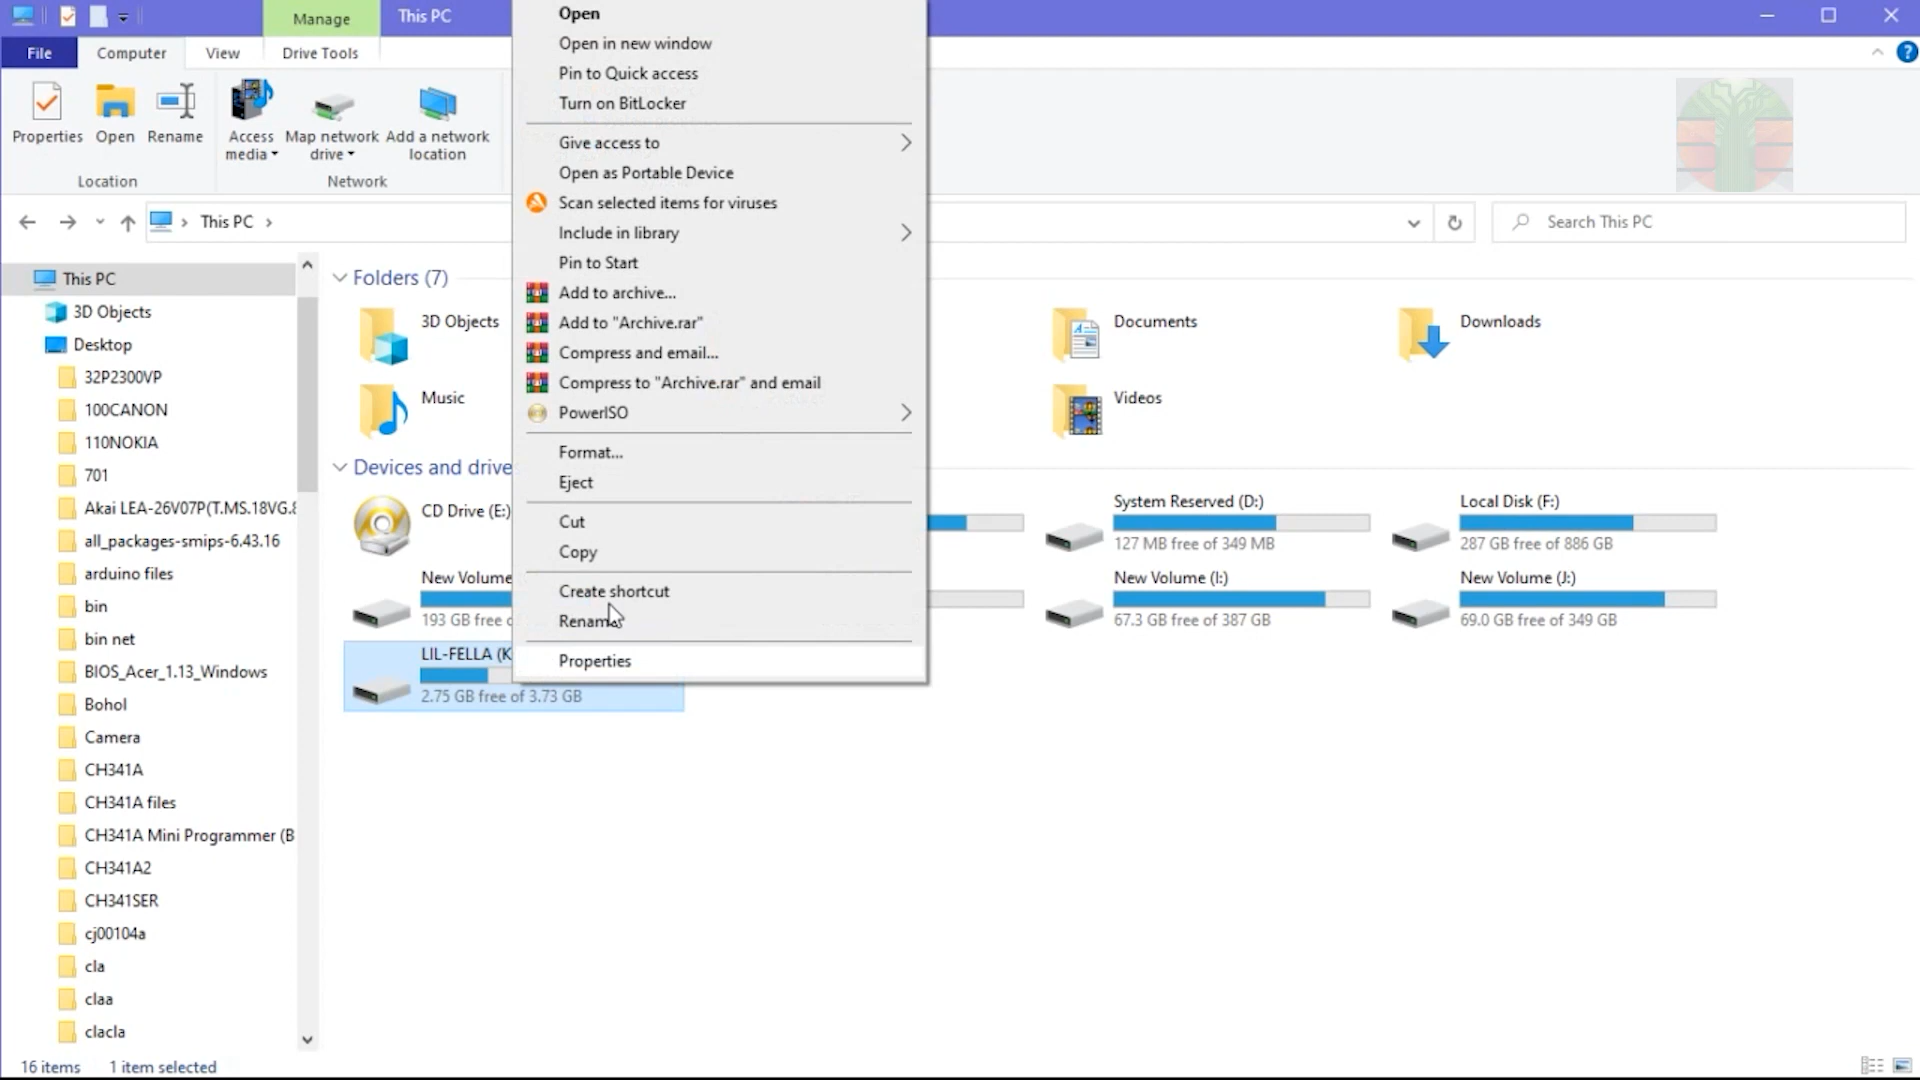 Manage
This PC
File
Computer
View
Drive Tools
Properties
Open
Rename
Access media
Map network drive
Add a network location
Location
Network
This PC
Search This PC
Open
Open in new window
Pin to Quick access
Turn on BitLocker
Give access to
Open as Portable Device
Scan selected items for viruses
Include in library
Pin to Start
Add to archive...
Add to "Archive.rar"
Compress and email...
Compress to "Archive.rar" and email
PowerISO
Format...
Eject
Cut
Copy
Create shortcut
Rename
Properties
This PC
3D Objects
Desktop
32P2300VP
100CANON
110NOKIA
701
Akai LEA-26V07P(T.MS.18VG.8
all_packages-smips-6.43.16
arduino files
bin
bin net
BIOS_Acer_1.13_Windows
Bohol
Camera
CH341A
CH341A files
CH341A Mini Programmer (B
CH341A2
CH341SER
cj00104a
cla
claa
clacla
Folders (7)
3D Objects
Documents
Downloads
Music
Videos
Devices and drive
CD Drive (E:)
System Reserved (D:)
127 MB free of 349 MB
Local Disk (F:)
287 GB free of 886 GB
New Volume
193 GB free o
New Volume (I:)
67.3 GB free of 387 GB
New Volume (J:)
69.0 GB free of 349 GB
LIL-FELLA (K
2.75 GB free of 3.73 GB
16 items
1 item selected